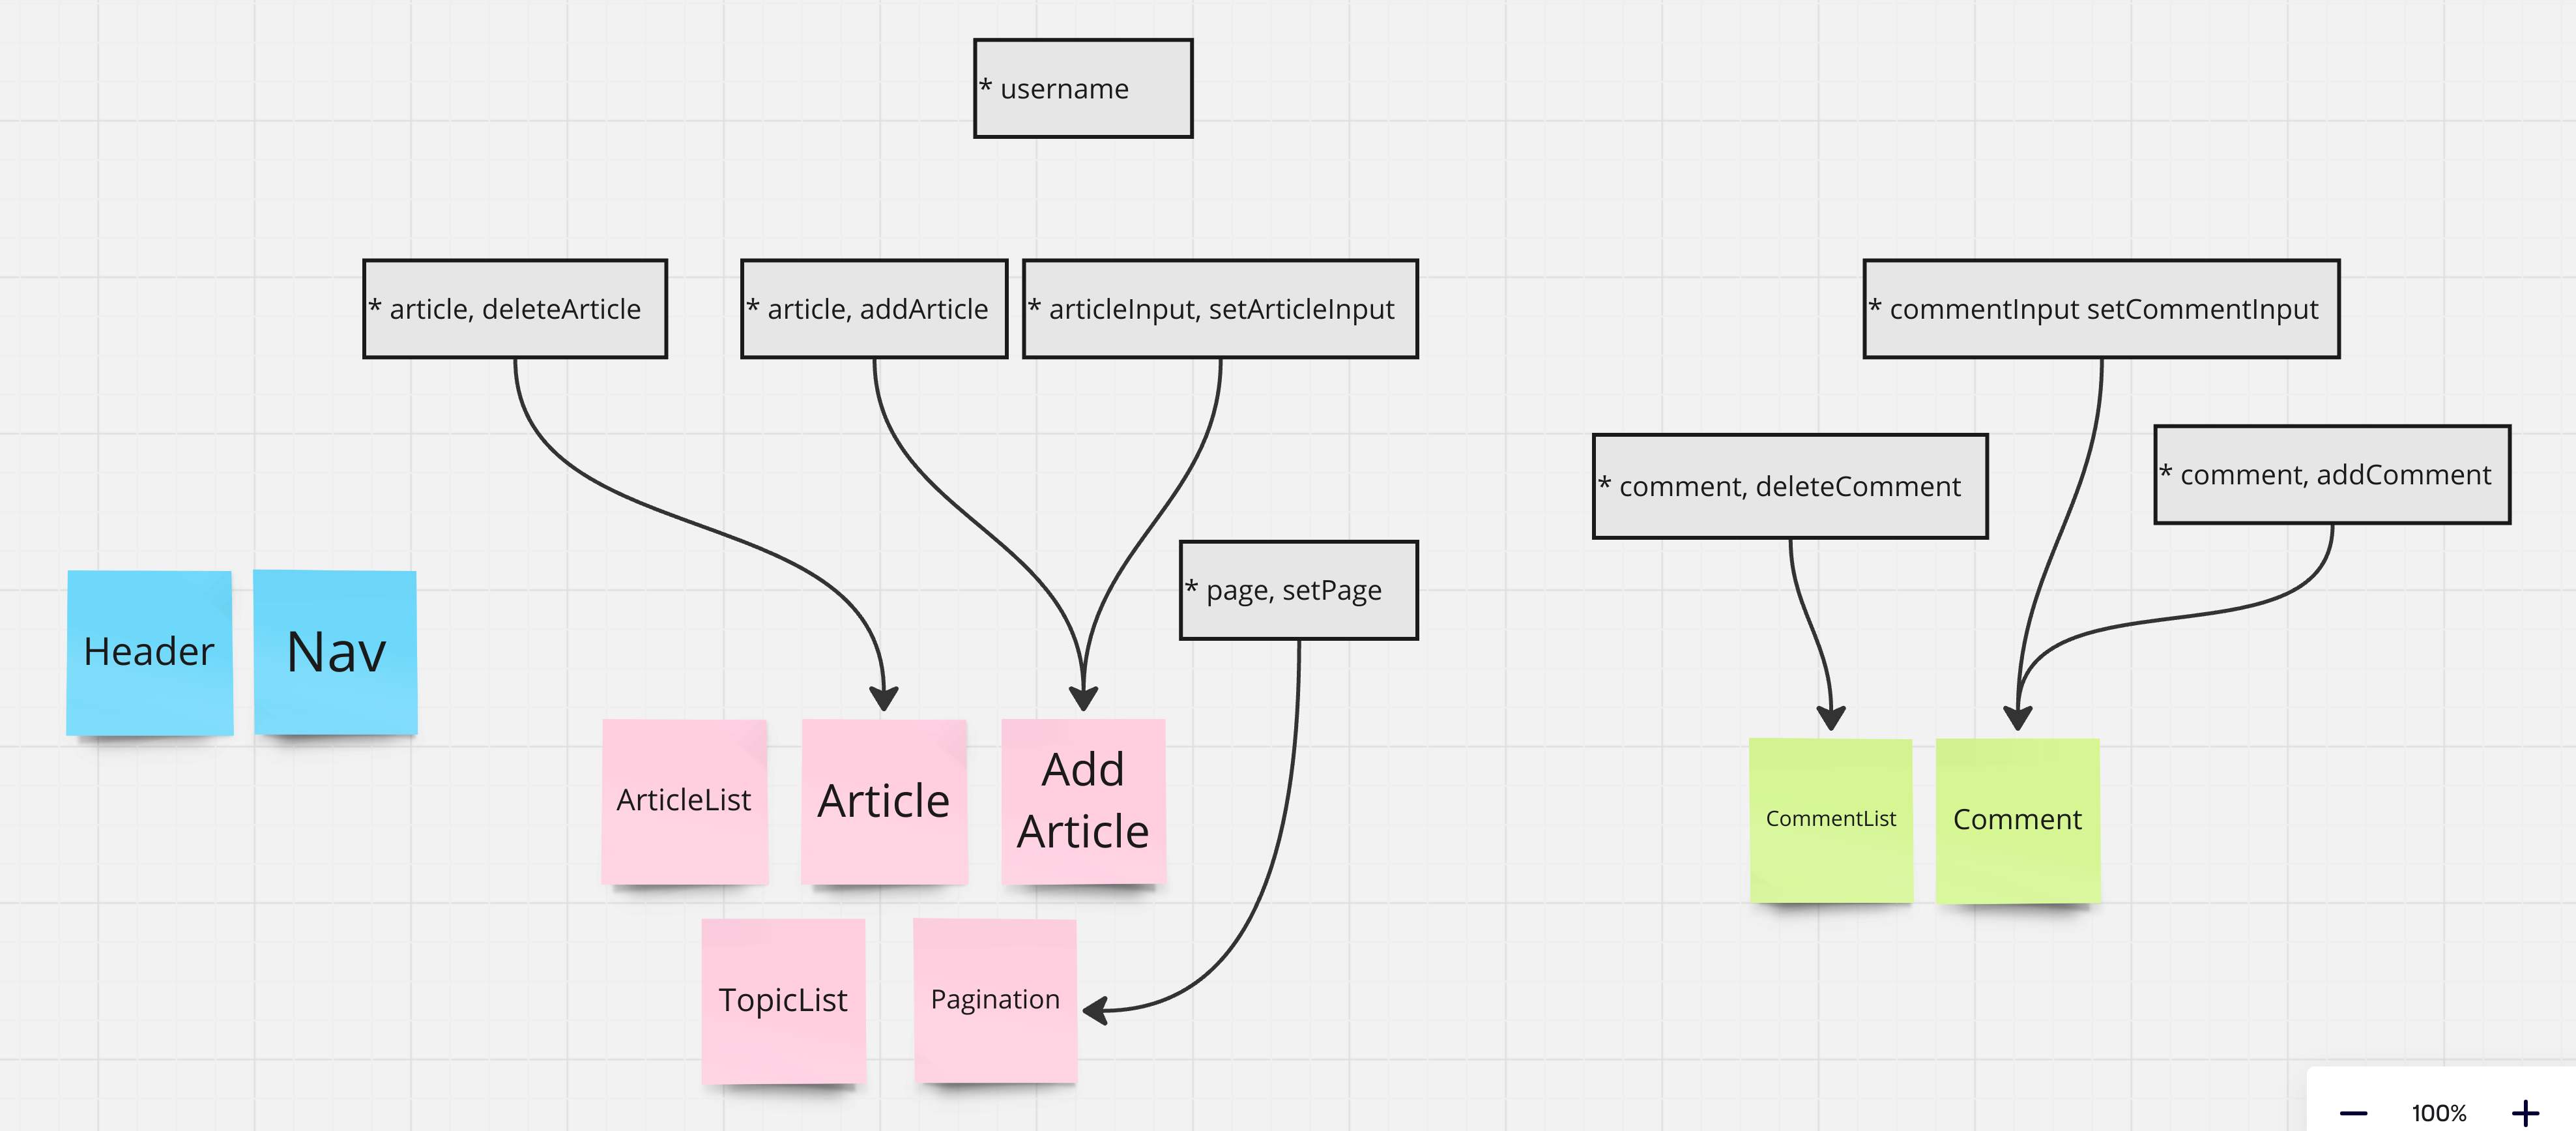 * username
* article, deleteArticle
* article, addArticle
* articleInput, setArticleInput
* commentInput setCommentInput
* comment, deleteComment
* comment, addComment
* page, setPage
Header
Nav
ArticleList
Article
Add
Article
CommentList
Comment
TopicList
Pagination
100%